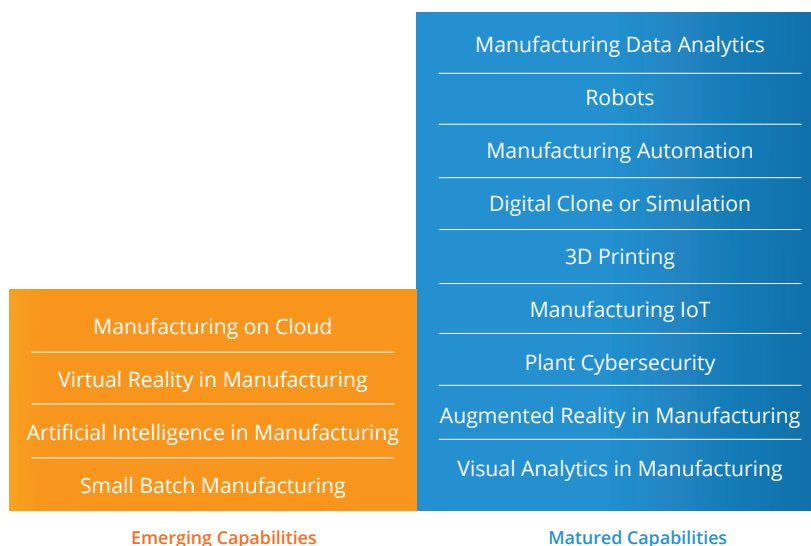 Manufacturing Data Analytics
Robots
Manufacturing Automation
Digital Clone or Simulation
3D Printing
Manufacturing IoT
Plant Cybersecurity
Augmented Reality in Manufacturing
Visual Analytics in Manufacturing
Matured Capabilities
Manufacturing on Cloud
Virtual Reality in Manufacturing
Artificial Intelligence in Manufacturing
Small Batch Manufacturing
Emerging Capabilities